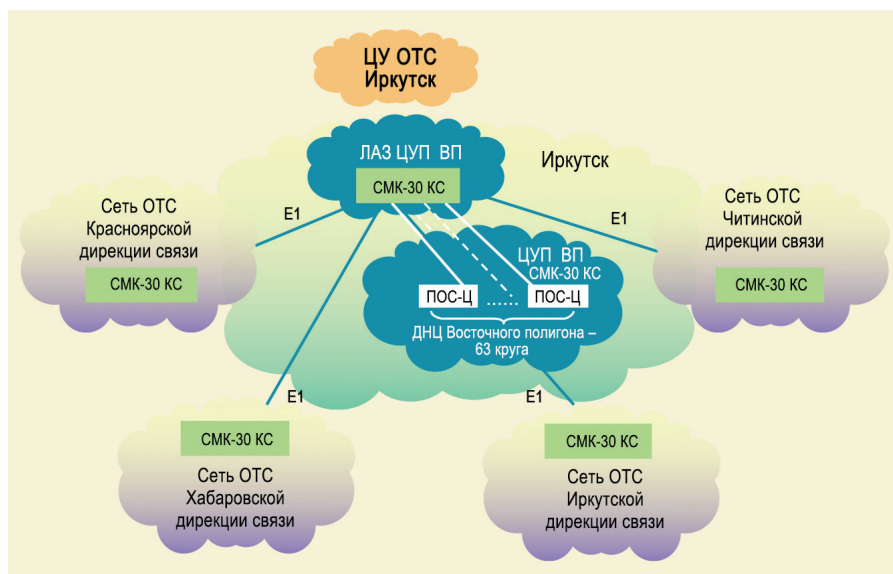 ЦУ ОТС
Иркутск
ЛАЗ ЦУП ВП
СМК-30 КС
Иркутск
Сеть ОТС
Красноярской
дирекции связи
СМК-30 КС
E1
E1
Сеть ОТС
Читинской
дирекции связи
СМК-30 КС
ЦУП ВП
СМК-30 КС
ПОС-Ц
......
ПОС-Ц
ДНЦ Восточного полигона –
63 круга
E1
E1
СМК-30 КС
Сеть ОТС
Хабаровской
дирекции связи
СМК-30 КС
Сеть ОТС
Иркутской
дирекции связи